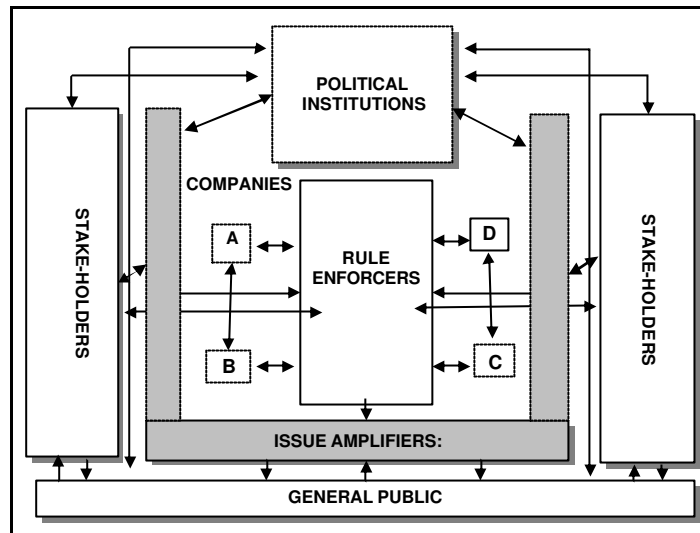 POLITICAL
INSTITUTIONS
COMPANIES
STAKE-HOLDERS
A
D
RULE
ENFORCERS
STAKE-HOLDERS
B
C
ISSUE AMPLIFIERS:
GENERAL PUBLIC